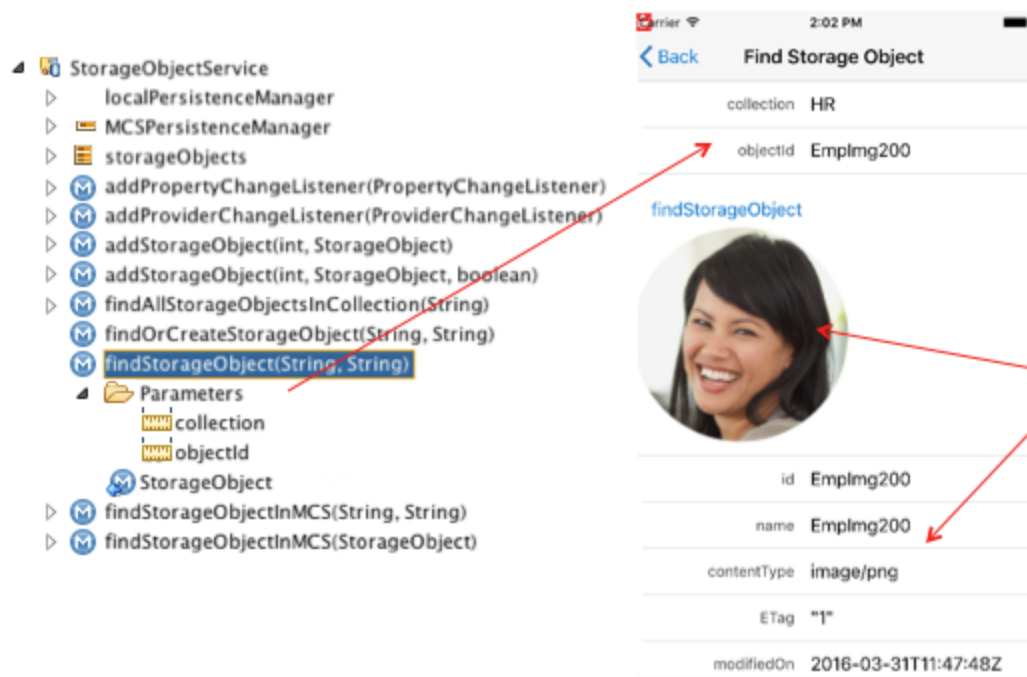 StorageObjectService
localPersistenceManager
MCSPersistenceManager
storageObjects
addPropertyChangeListener(PropertyChangeListener)
addProviderChangeListener(ProviderChangeListener)
addStorageObject(int, StorageObject)
addStorageObject(int, StorageObject, boolean)
findAllStorageObjectsInCollection(String)
findOrCreateStorageObject(String, String)
findStorageObject(String, String)
Parameters
collection
objectId
StorageObject
findStorageObjectInMCS(String, String)
findStorageObjectInMCS(StorageObject)
2:02 PM
Back Find Storage Object
collection HR
objectId EmpImg200
findStorageObject
id EmpImg200
name EmpImg200
contentType image/png
ETag "1"
modifiedOn 2016-03-31T11:47:48Z